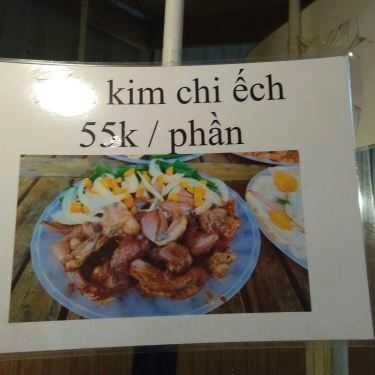 kim chi ếch
55k / phần